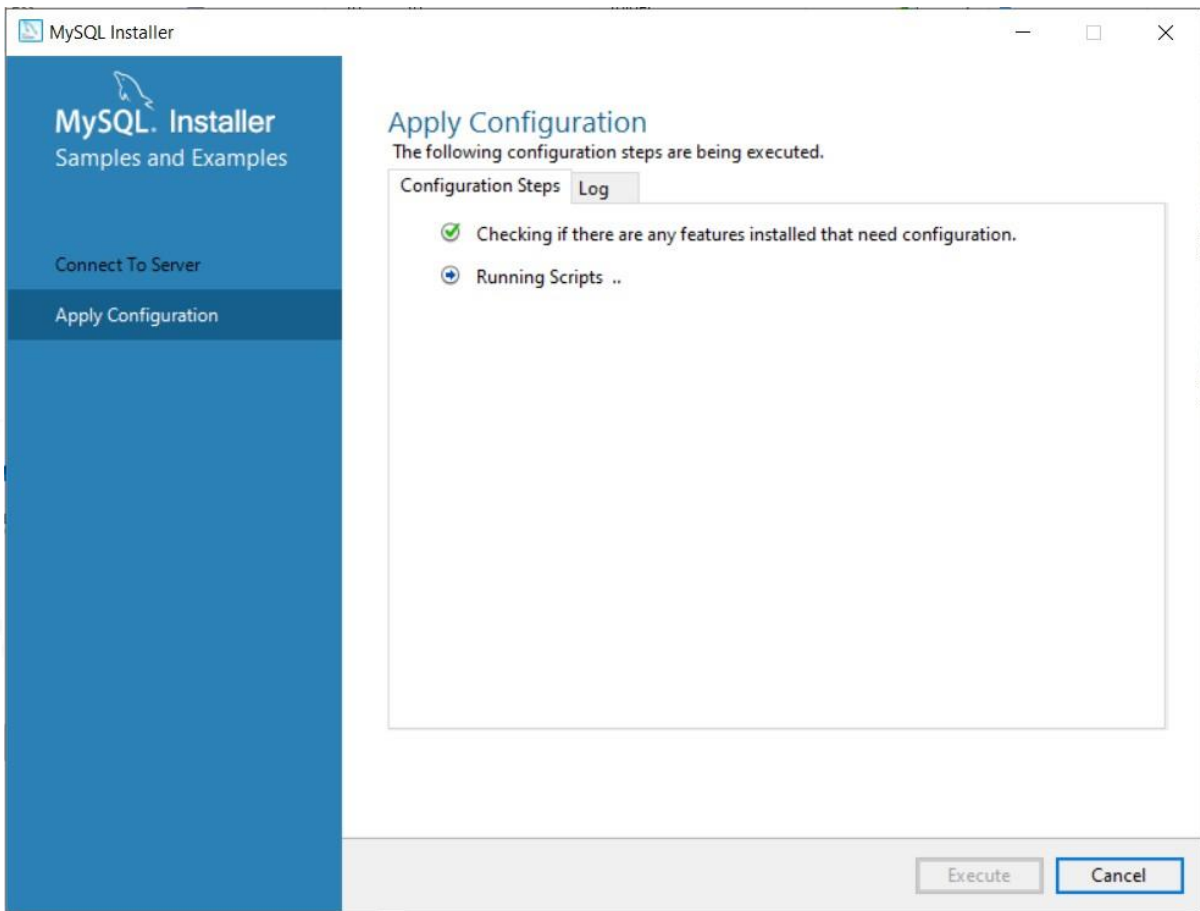 MySQL Installer
MySQL. Installer
Samples and Examples
Connect To Server
Apply Configuration
Apply Configuration
The following configuration steps are being executed.
Configuration Steps Log
Checking if there are any features installed that need configuration.
Running Scripts ..
Execute Cancel